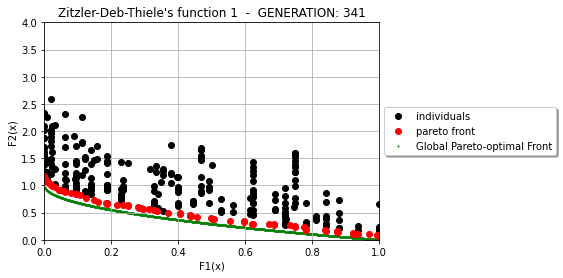 Zitzler-Deb-Thiele's function 1 - GENERATION: 341
4.0
3.5
3.0
2.5
2.0
1.5
1.0
0.5
0.0
F2(x)
0.0 0.2 0.4 0.6 0.8 1.0
F1(x)
individuals
pareto front
Global Pareto-optimal Front